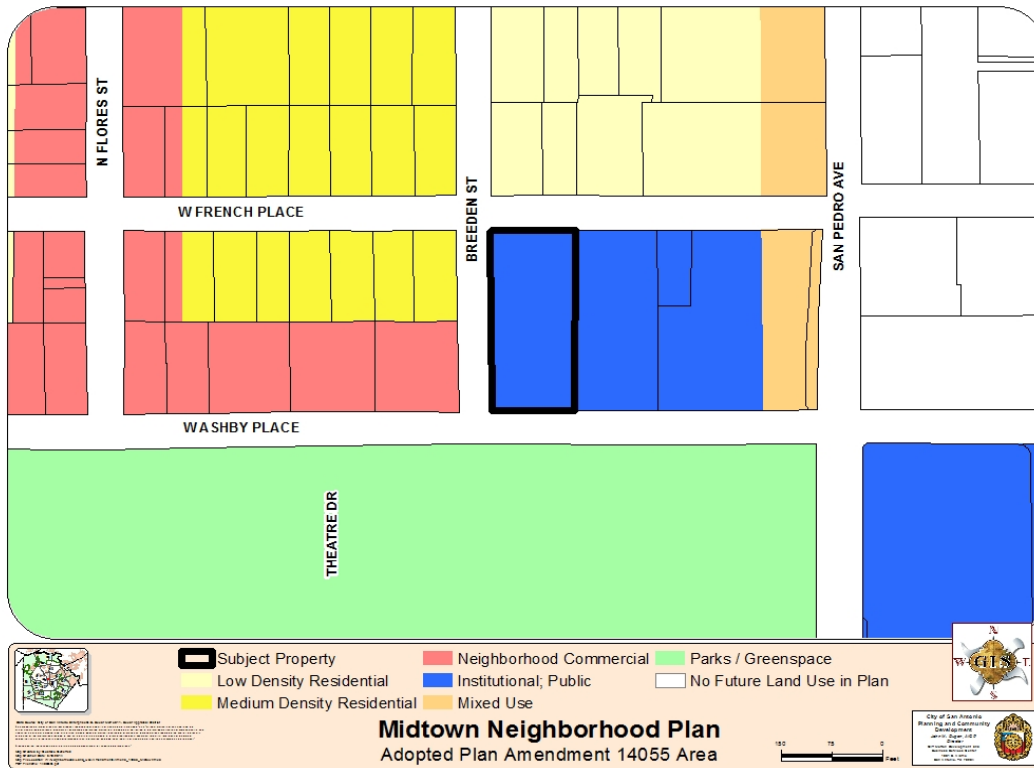 N FLORES ST
W FRENCH PLACE
BREEDEN ST
SAN PEDRO AVE
W ASHBY PLACE
THEATRE DR
Subject Property
Low Density Residential
Medium Density Residential
Neighborhood Commercial
Institutional; Public
Mixed Use
Parks / Greenspace
No Future Land Use in Plan
Midtown Neighborhood Plan
Adopted Plan Amendment 14055 Area
150 75 0
Feet
N
W GIS E
S
City of San Antonio
Planning and Community
Development